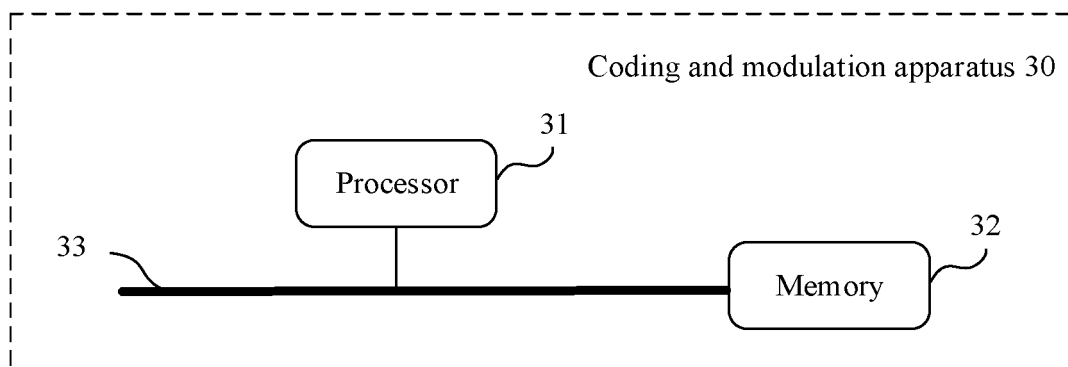 Coding and modulation apparatus 30
31
Processor
33
32
Memory